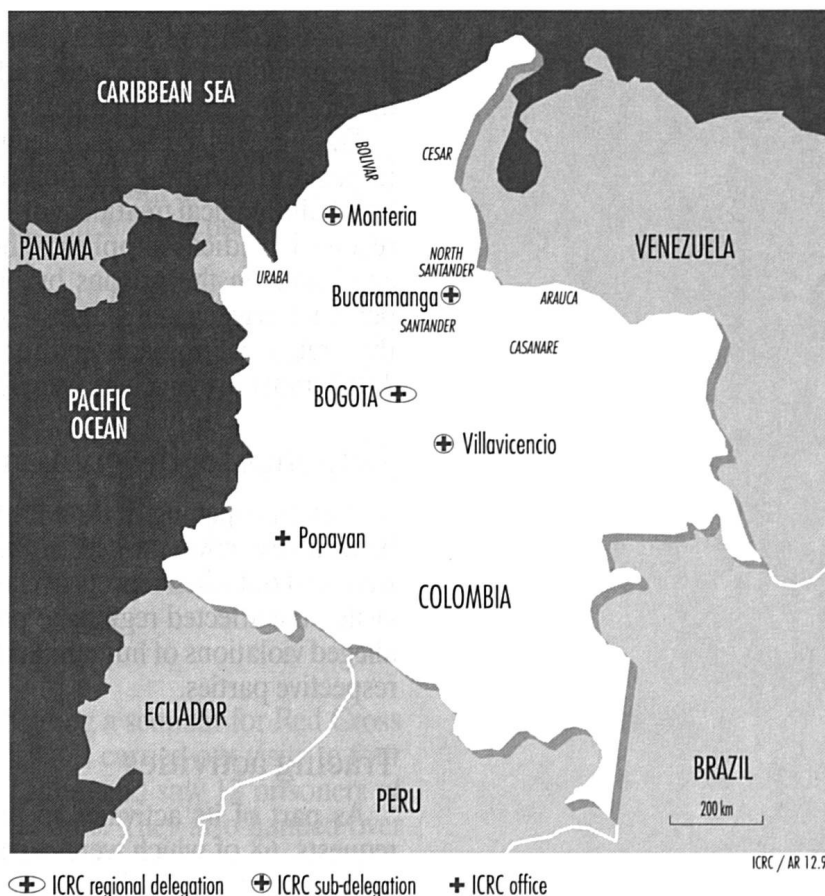 CARIBBEAN SEA
BOLIVAR
CESAR
Monteria
PANAMA
VENEZUELA
NORTH
SANTANDER
URABA
Bucaramanga
ARAUCA
SANTANDER
CASANARE
PACIFIC
OCEAN
BOGOTA
Villavicencio
Popayan
COLOMBIA
ECUADOR
PERU
BRAZIL
200 km
ICRC / AR 12.9
ICRC regional delegation ICRC sub-delegation ICRC office